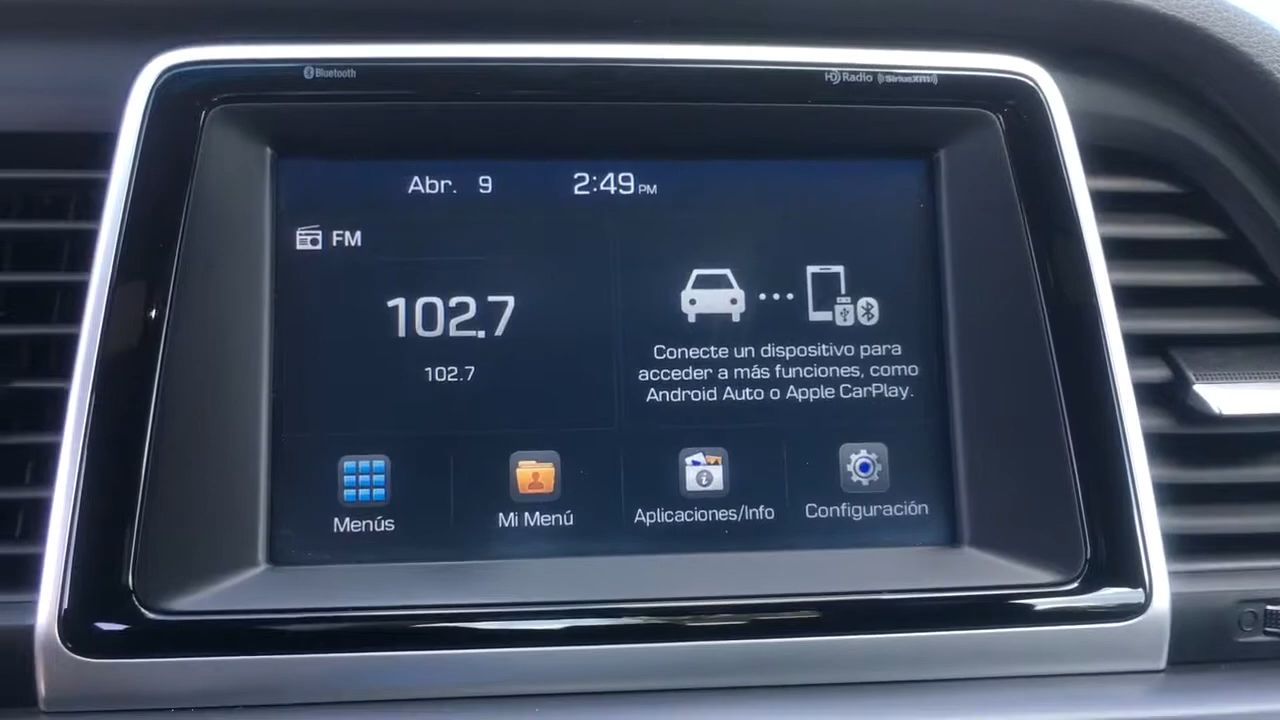 Bluetooth
HD Radio (((SiriusXM)))
Abr. 9 2:49 PM
FM
102.7
102.7
Conecte un dispositivo para
acceder a más funciones, como
Android Auto o Apple CarPlay.
Menús
Mi Menú
Aplicaciones/Info
Configuración